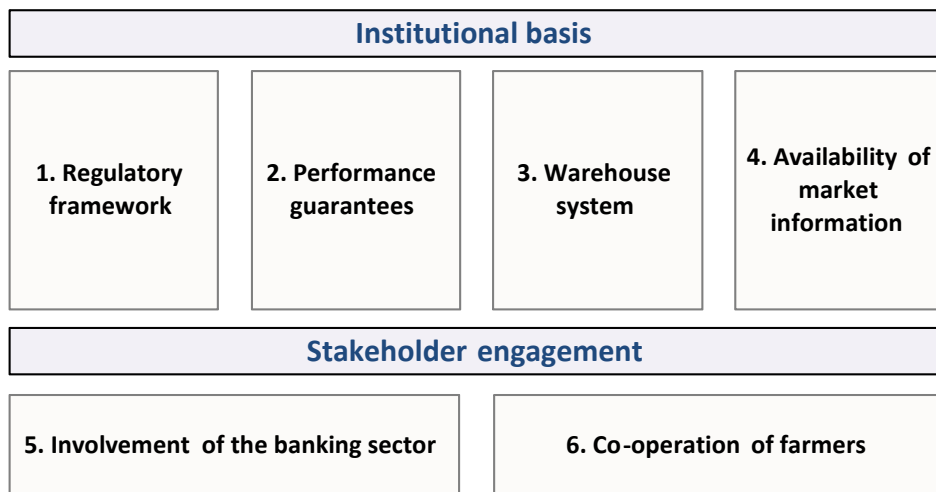 Institutional basis
1. Regulatory
framework
2. Performance
guarantees
3. Warehouse
system
4. Availability of
market
information
Stakeholder engagement
5. Involvement of the banking sector
6. Co-operation of farmers